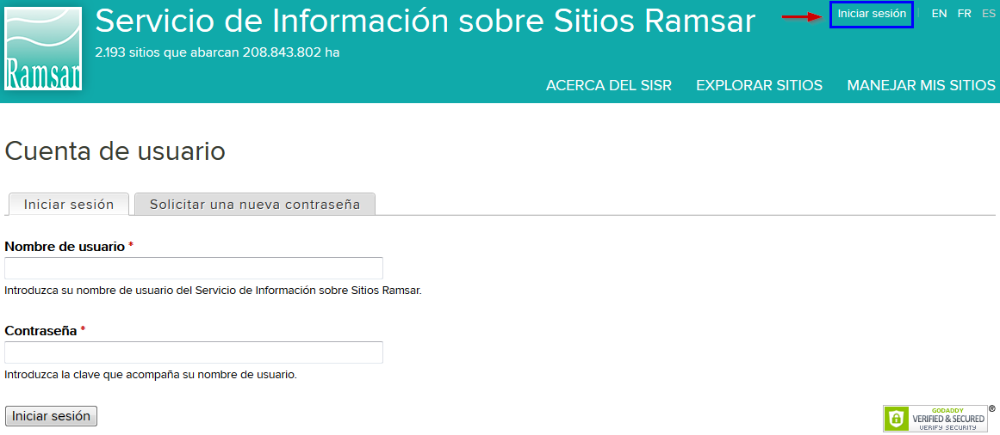 Ramsar
Servicio de Información sobre Sitios Ramsar
2.193 sitios que abarcan 208.843.802 ha
Iniciar sesión | EN FR ES
ACERCA DEL SISR EXPLORAR SITIOS MANEJAR MIS SITIOS
Cuenta de usuario
Iniciar sesión Solicitar una nueva contraseña
Nombre de usuario *
Introduzca su nombre de usuario del Servicio de Información sobre Sitios Ramsar.
Contraseña *
Introduzca la clave que acompaña su nombre de usuario.
Iniciar sesión
GODADDY
VERIFIED & SECURED ®
VERIFY SECURITY